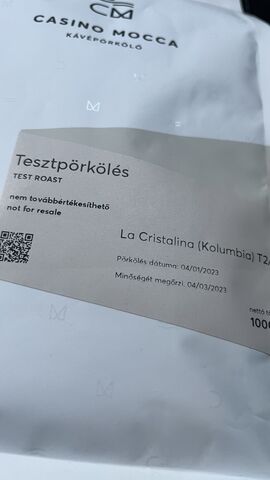 CASINO MOCCA
KÁVÉPÖRKÖLŐ
Tesztpörkölés
TEST ROAST
nem továbbértékesíthető
not for resale
La Cristalina (Kolumbia)
Pörkölés dátuma: 04/01/2023
Minőségét megőrzi: 04/03/2023
nettó